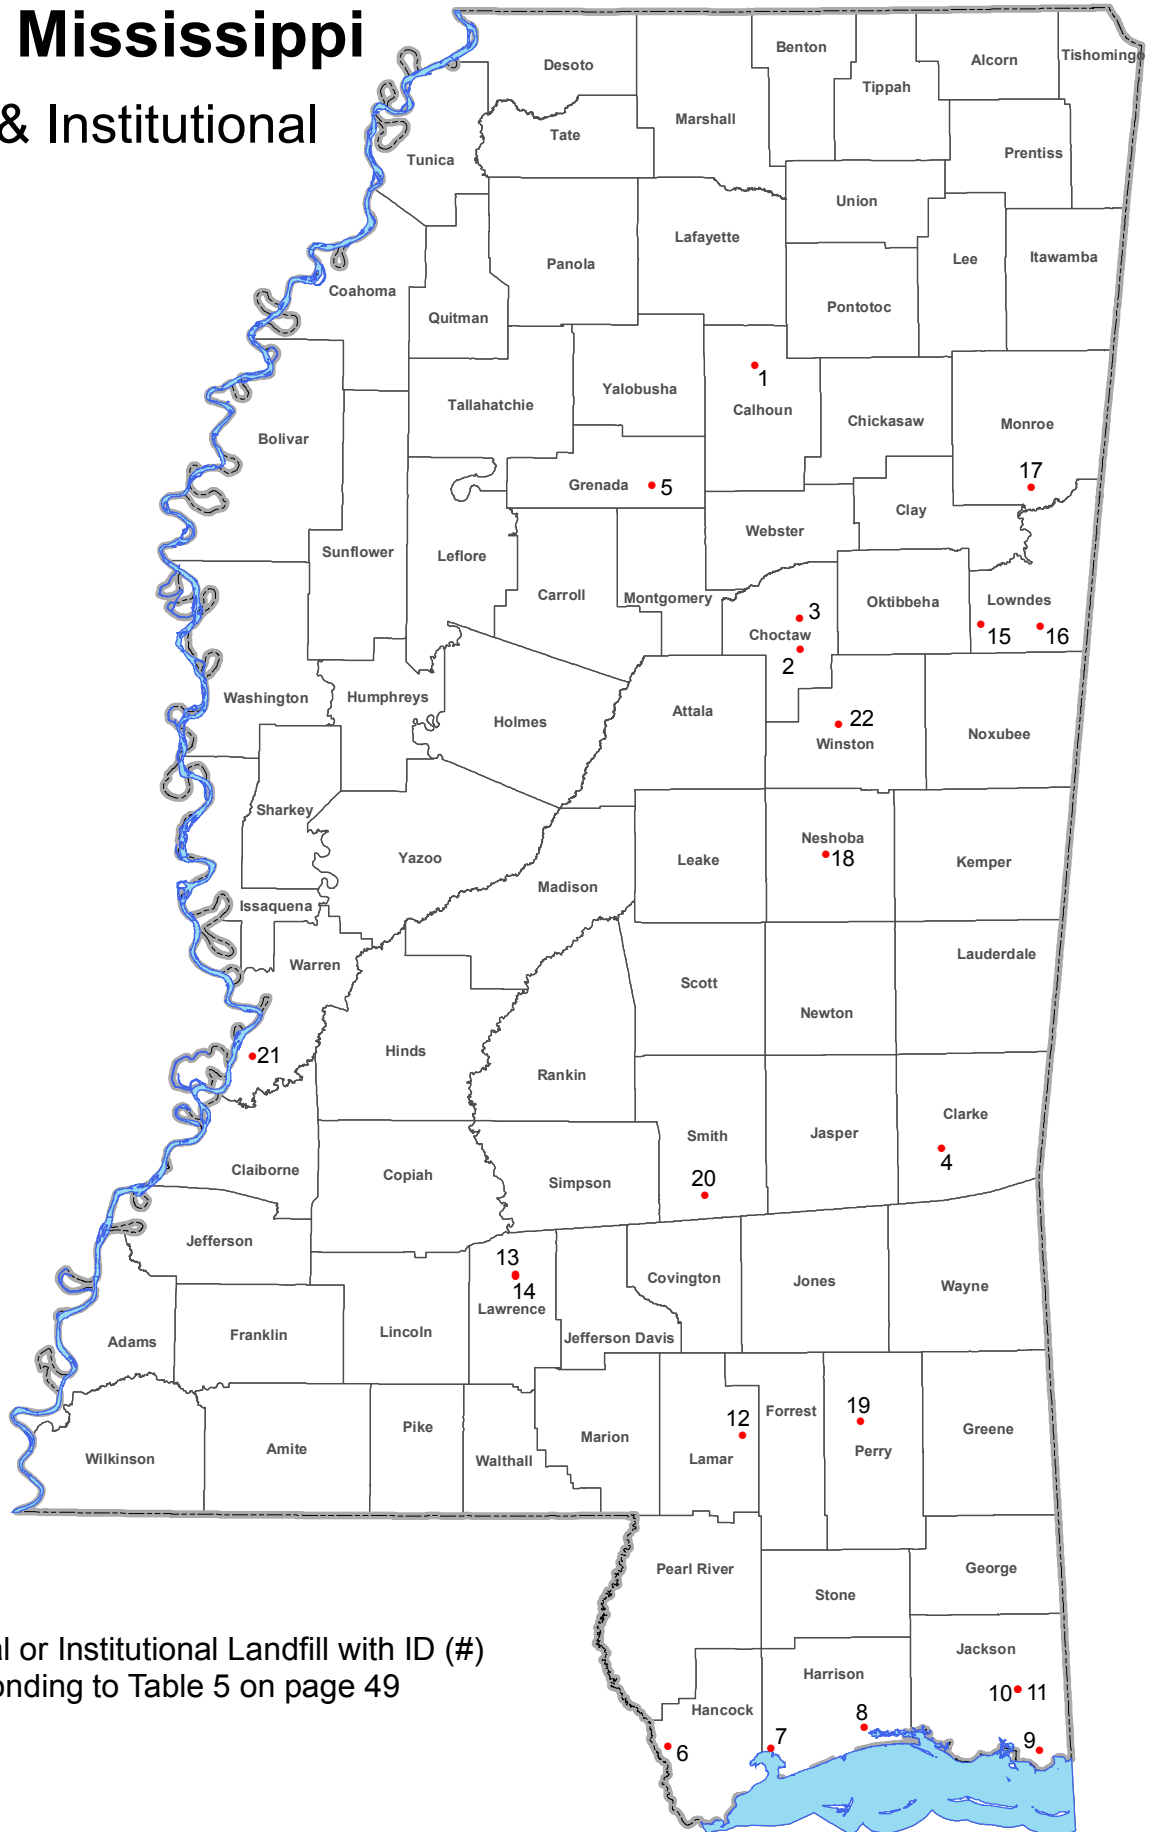 Mississippi
& Institutional
Desoto
Marshall
Benton
Tippah
Alcorn
Tishomingo
Tate
Tunica
Prentiss
Union
Lafayette
Panola
Lee
Itawamba
Coahoma
Quitman
Pontotoc
1
Yalobusha
Tallahatchie
Calhoun
Chickasaw
Monroe
Bolivar
17
Grenada
5
Clay
Webster
Sunflower
Leflore
Carroll
Montgomery
3
Oktibbeha
Lowndes
Choctaw
15
16
2
Washington
Humphreys
Attala
Holmes
22
Winston
Noxubee
Sharkey
Neshoba
18
Yazoo
Leake
Kemper
Madison
Issaquena
Warren
Lauderdale
Scott
Newton
21
Hinds
Rankin
Clarke
Smith
Jasper
4
Claiborne
Copiah
Simpson
20
Jefferson
13
14
Lawrence
Covington
Jones
Wayne
Adams
Franklin
Lincoln
Jefferson Davis
Pike
12
Forrest
19
Marion
Amite
Wilkinson
Walthall
Lamar
Perry
Greene
Pearl River
George
Stone
al or Institutional Landfill with ID (#)
onding to Table 5 on page 49
Jackson
Harrison
10
11
Hancock
8
7
9
6